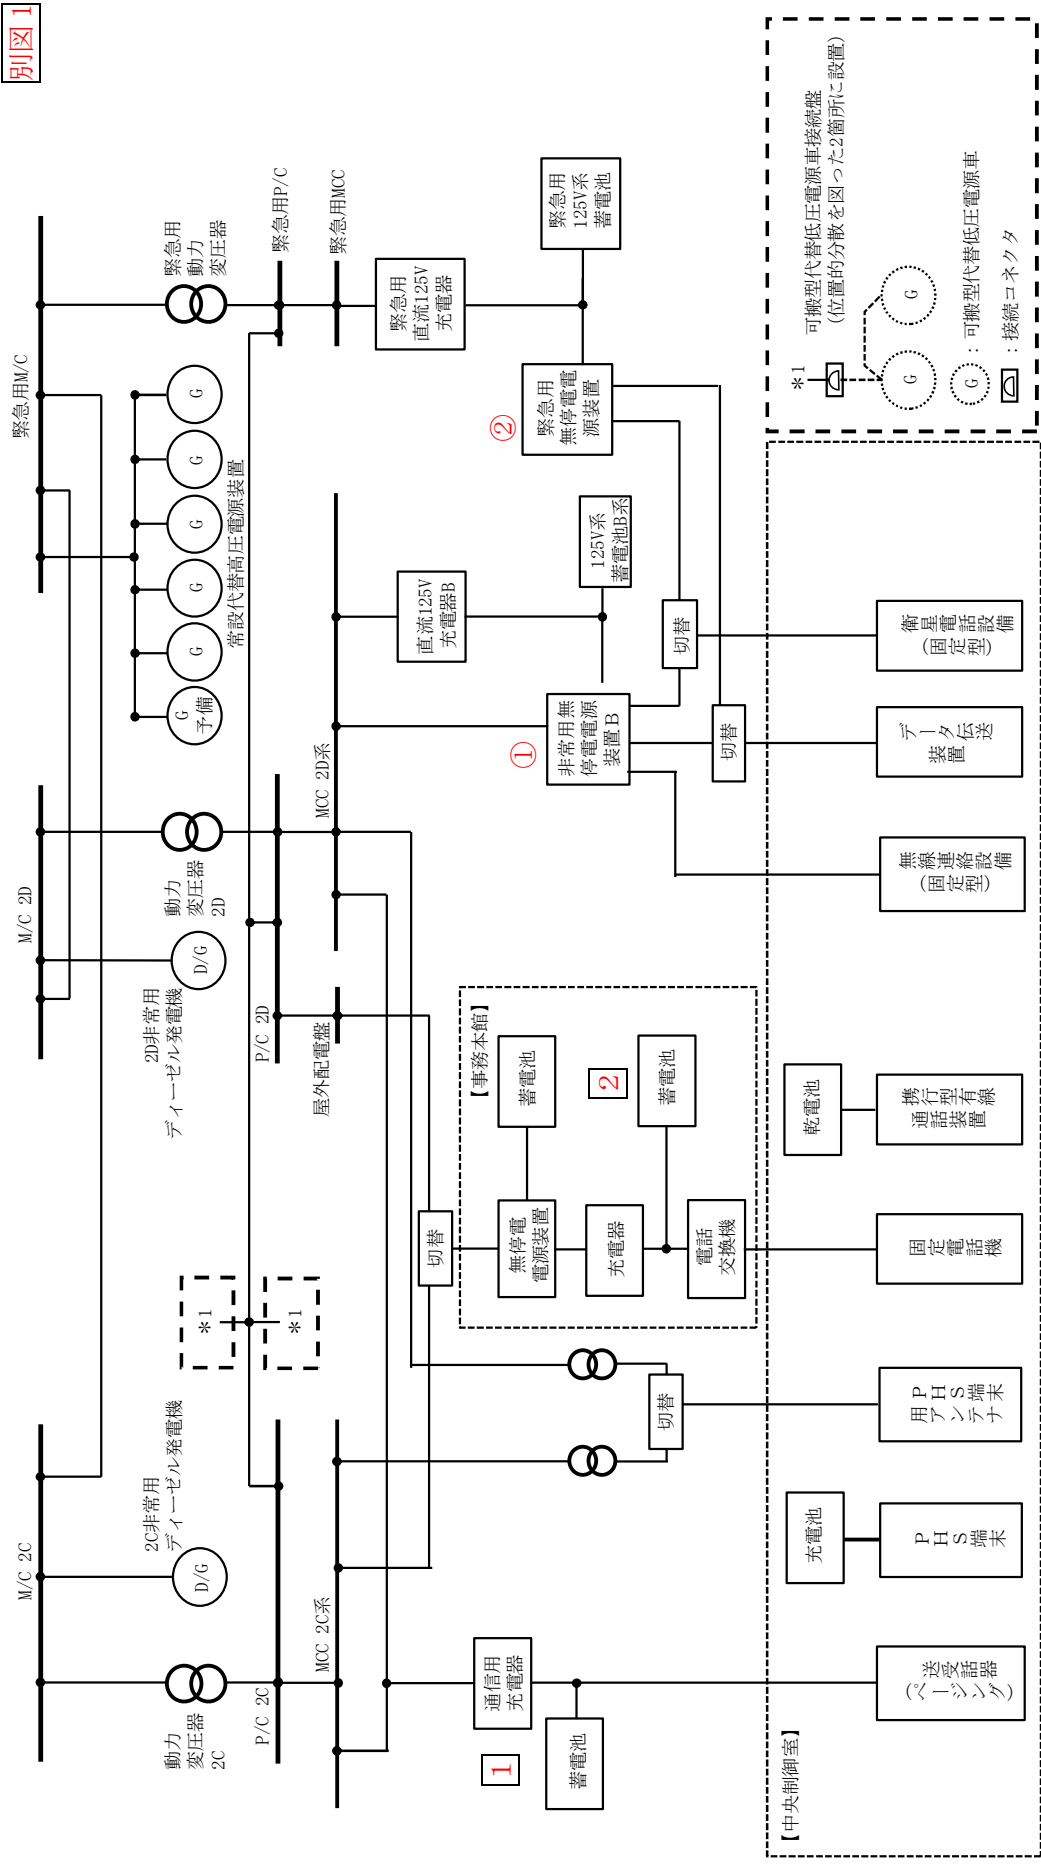 別図 1
M/C 2C
M/C 2D
緊急用M/C
2C非常用
ディーゼル発電機
D/G
動力
変圧器
2C
2D非常用
ディーゼル発電機
D/G
動力
変圧器
2D
G
予備
G
G
G
G
G
常設代替高圧電源装置
緊急用
動力
変圧器
緊急用P/C
緊急用MCC
P/C 2C
P/C 2D
＊1
＊1
屋外配電盤
MCC 2C系
MCC 2D系
緊急用
直流125V
充電器
緊急用
125V系
蓄電池
直流125V
充電器B
125V系
蓄電池B系
①
非常用無
停電電源
装置B
②
緊急用
無停電電
源装置
切替
切替
切替
切替
【事務本館】
無停電
電源装置
蓄電池
充電器
2
蓄電池
電話
交換機
1
通信用
充電器
蓄電池
充電池
乾電池
【中央制御室】
送受話器
(ページング)
PHS端末
PHS端末
用アンテナ
固定電話機
携行型有線
通話装置
無線連絡設備
(固定型)
データ伝送
装置
衛星電話設備
(固定型)
＊1
可搬型代替低圧電源車接続盤
(位置的分散を図った2箇所に設置)
G
G
G
：可搬型代替低圧電源車
：接続コネクタ